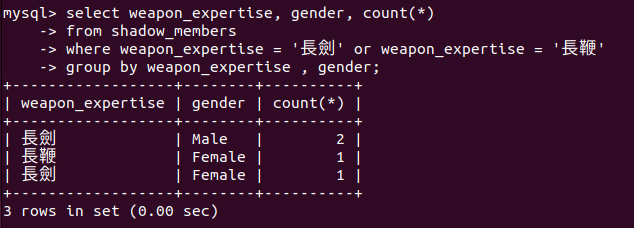 mysql> select weapon_expertise, gender, count(*)
    -> from shadow_members
    -> where weapon_expertise = '長劍' or weapon_expertise = '長鞭'
    -> group by weapon_expertise , gender;
+------------------+--------+----------+
| weapon_expertise | gender | count(*) |
+------------------+--------+----------+
| 長劍             | Male   |        2 |
| 長鞭             | Female |        1 |
| 長劍             | Female |        1 |
+------------------+--------+----------+
3 rows in set (0.00 sec)